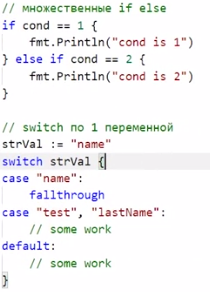 // множественные if else
if cond == 1 {
    fmt.Println("cond is 1")
} else if cond == 2 {
    fmt.Println("cond is 2")
}

// switch по 1 переменной
strVal := "name"
switch strVal {
case "name":
    fallthrough
case "test", "lastName":
    // some work
default:
    // some work
}